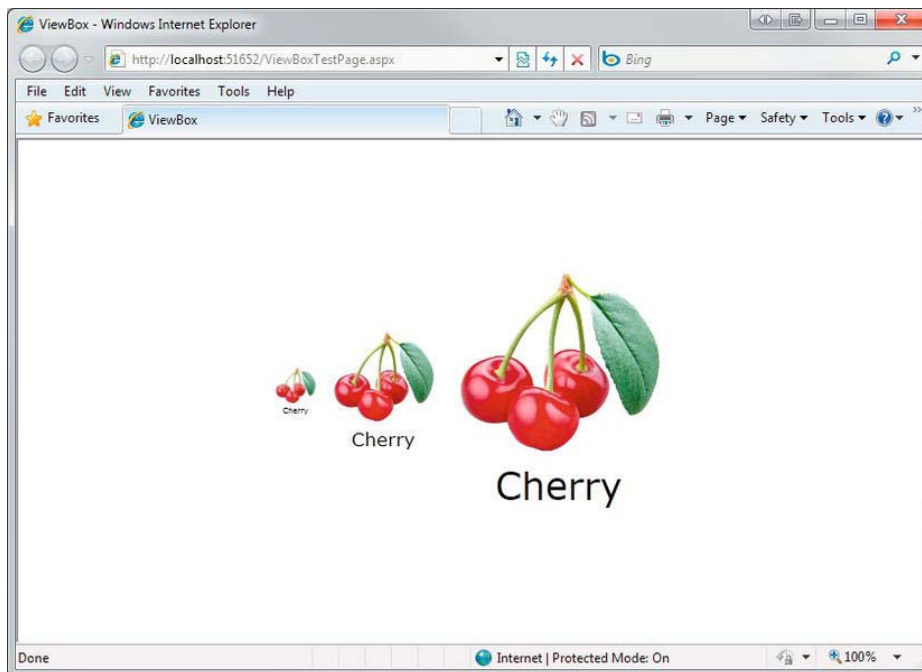 ViewBox - Windows Internet Explorer
http://localhost:51652/ViewBoxTestPage.aspx
Bing
File Edit View Favorites Tools Help
Favorites ViewBox Page Safety Tools »
Cherry
Cherry
Cherry
Done Internet | Protected Mode: On 100%